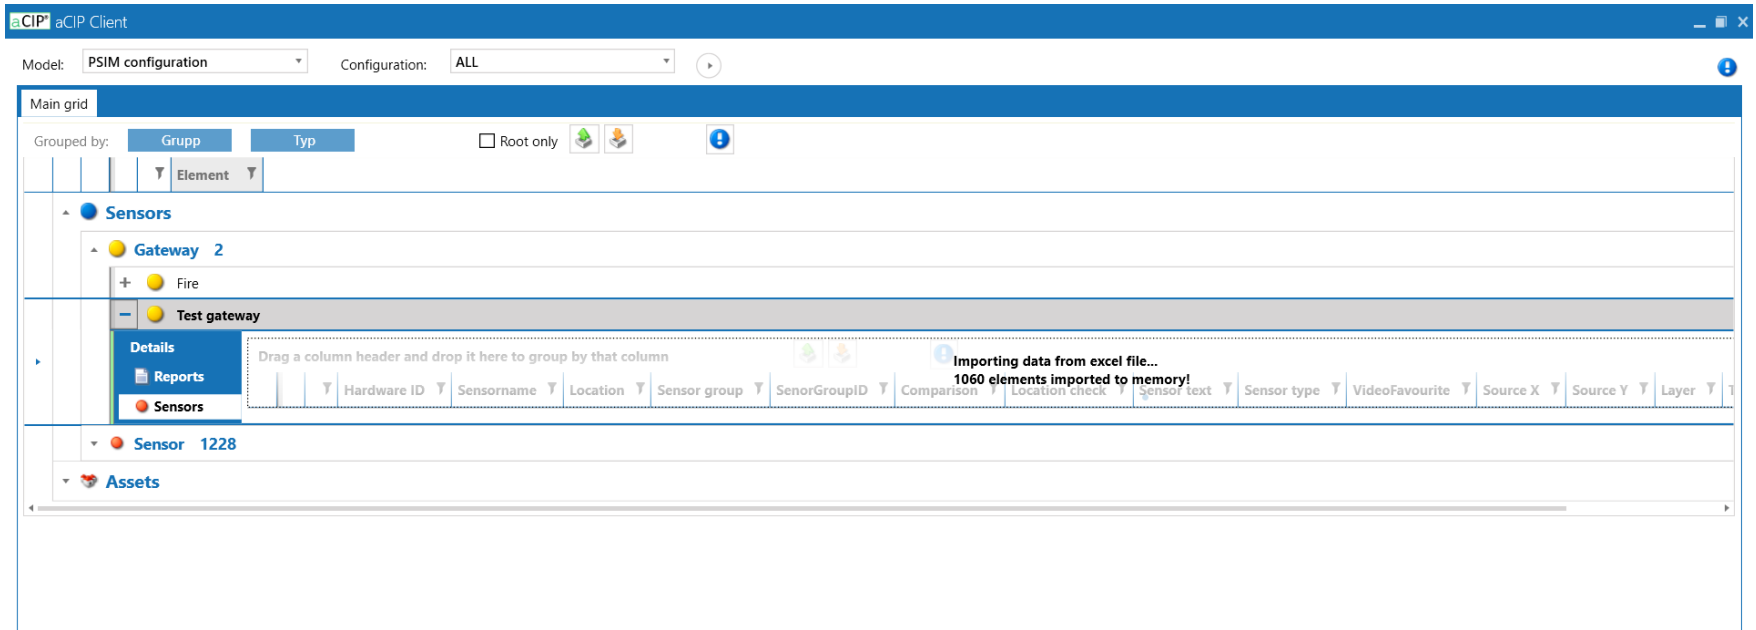 aCIP® aCIP Client
Model: PSIM configuration Configuration: ALL
Main grid
Grouped by: Grupp Typ Root only
Element
Sensors
Gateway 2
Fire
Test gateway
Details
Reports
Sensors
Drag a column header and drop it here to group by that column
Importing data from excel file...
1060 elements imported to memory!
Hardware ID Sensorname Location Sensor group SenorGroupID Comparison Location check Sensor text Sensor type VideoFavourite Source X Source Y Layer
Sensor 1228
Assets